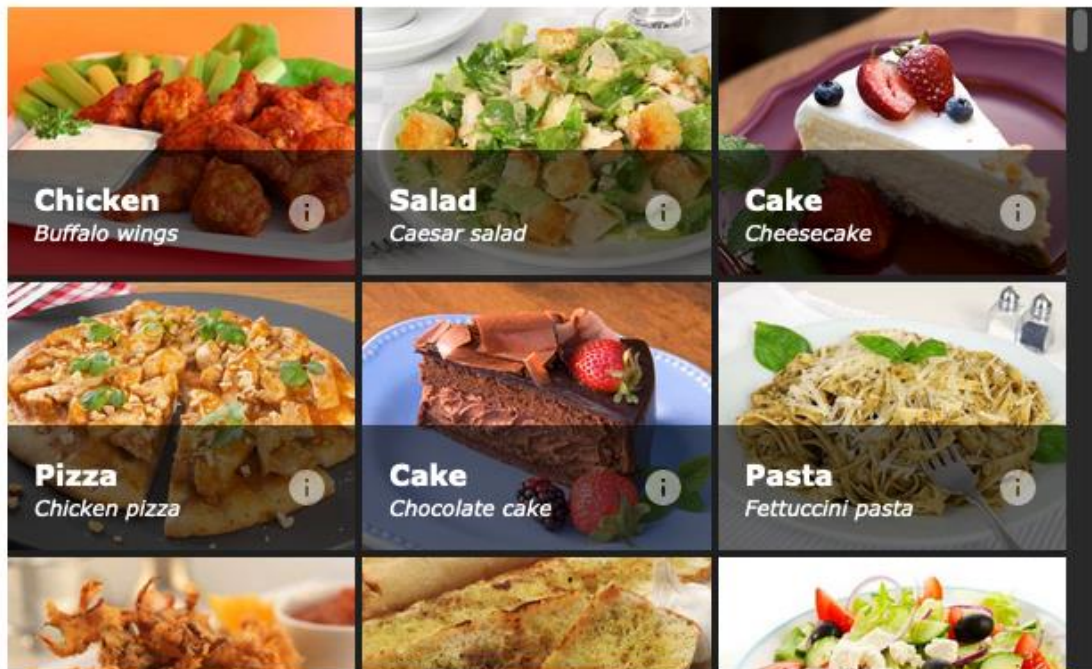 Chicken
Buffalo wings
Salad
Caesar salad
Cake
Cheesecake
Pizza
Chicken pizza
Cake
Chocolate cake
Pasta
Fettuccini pasta